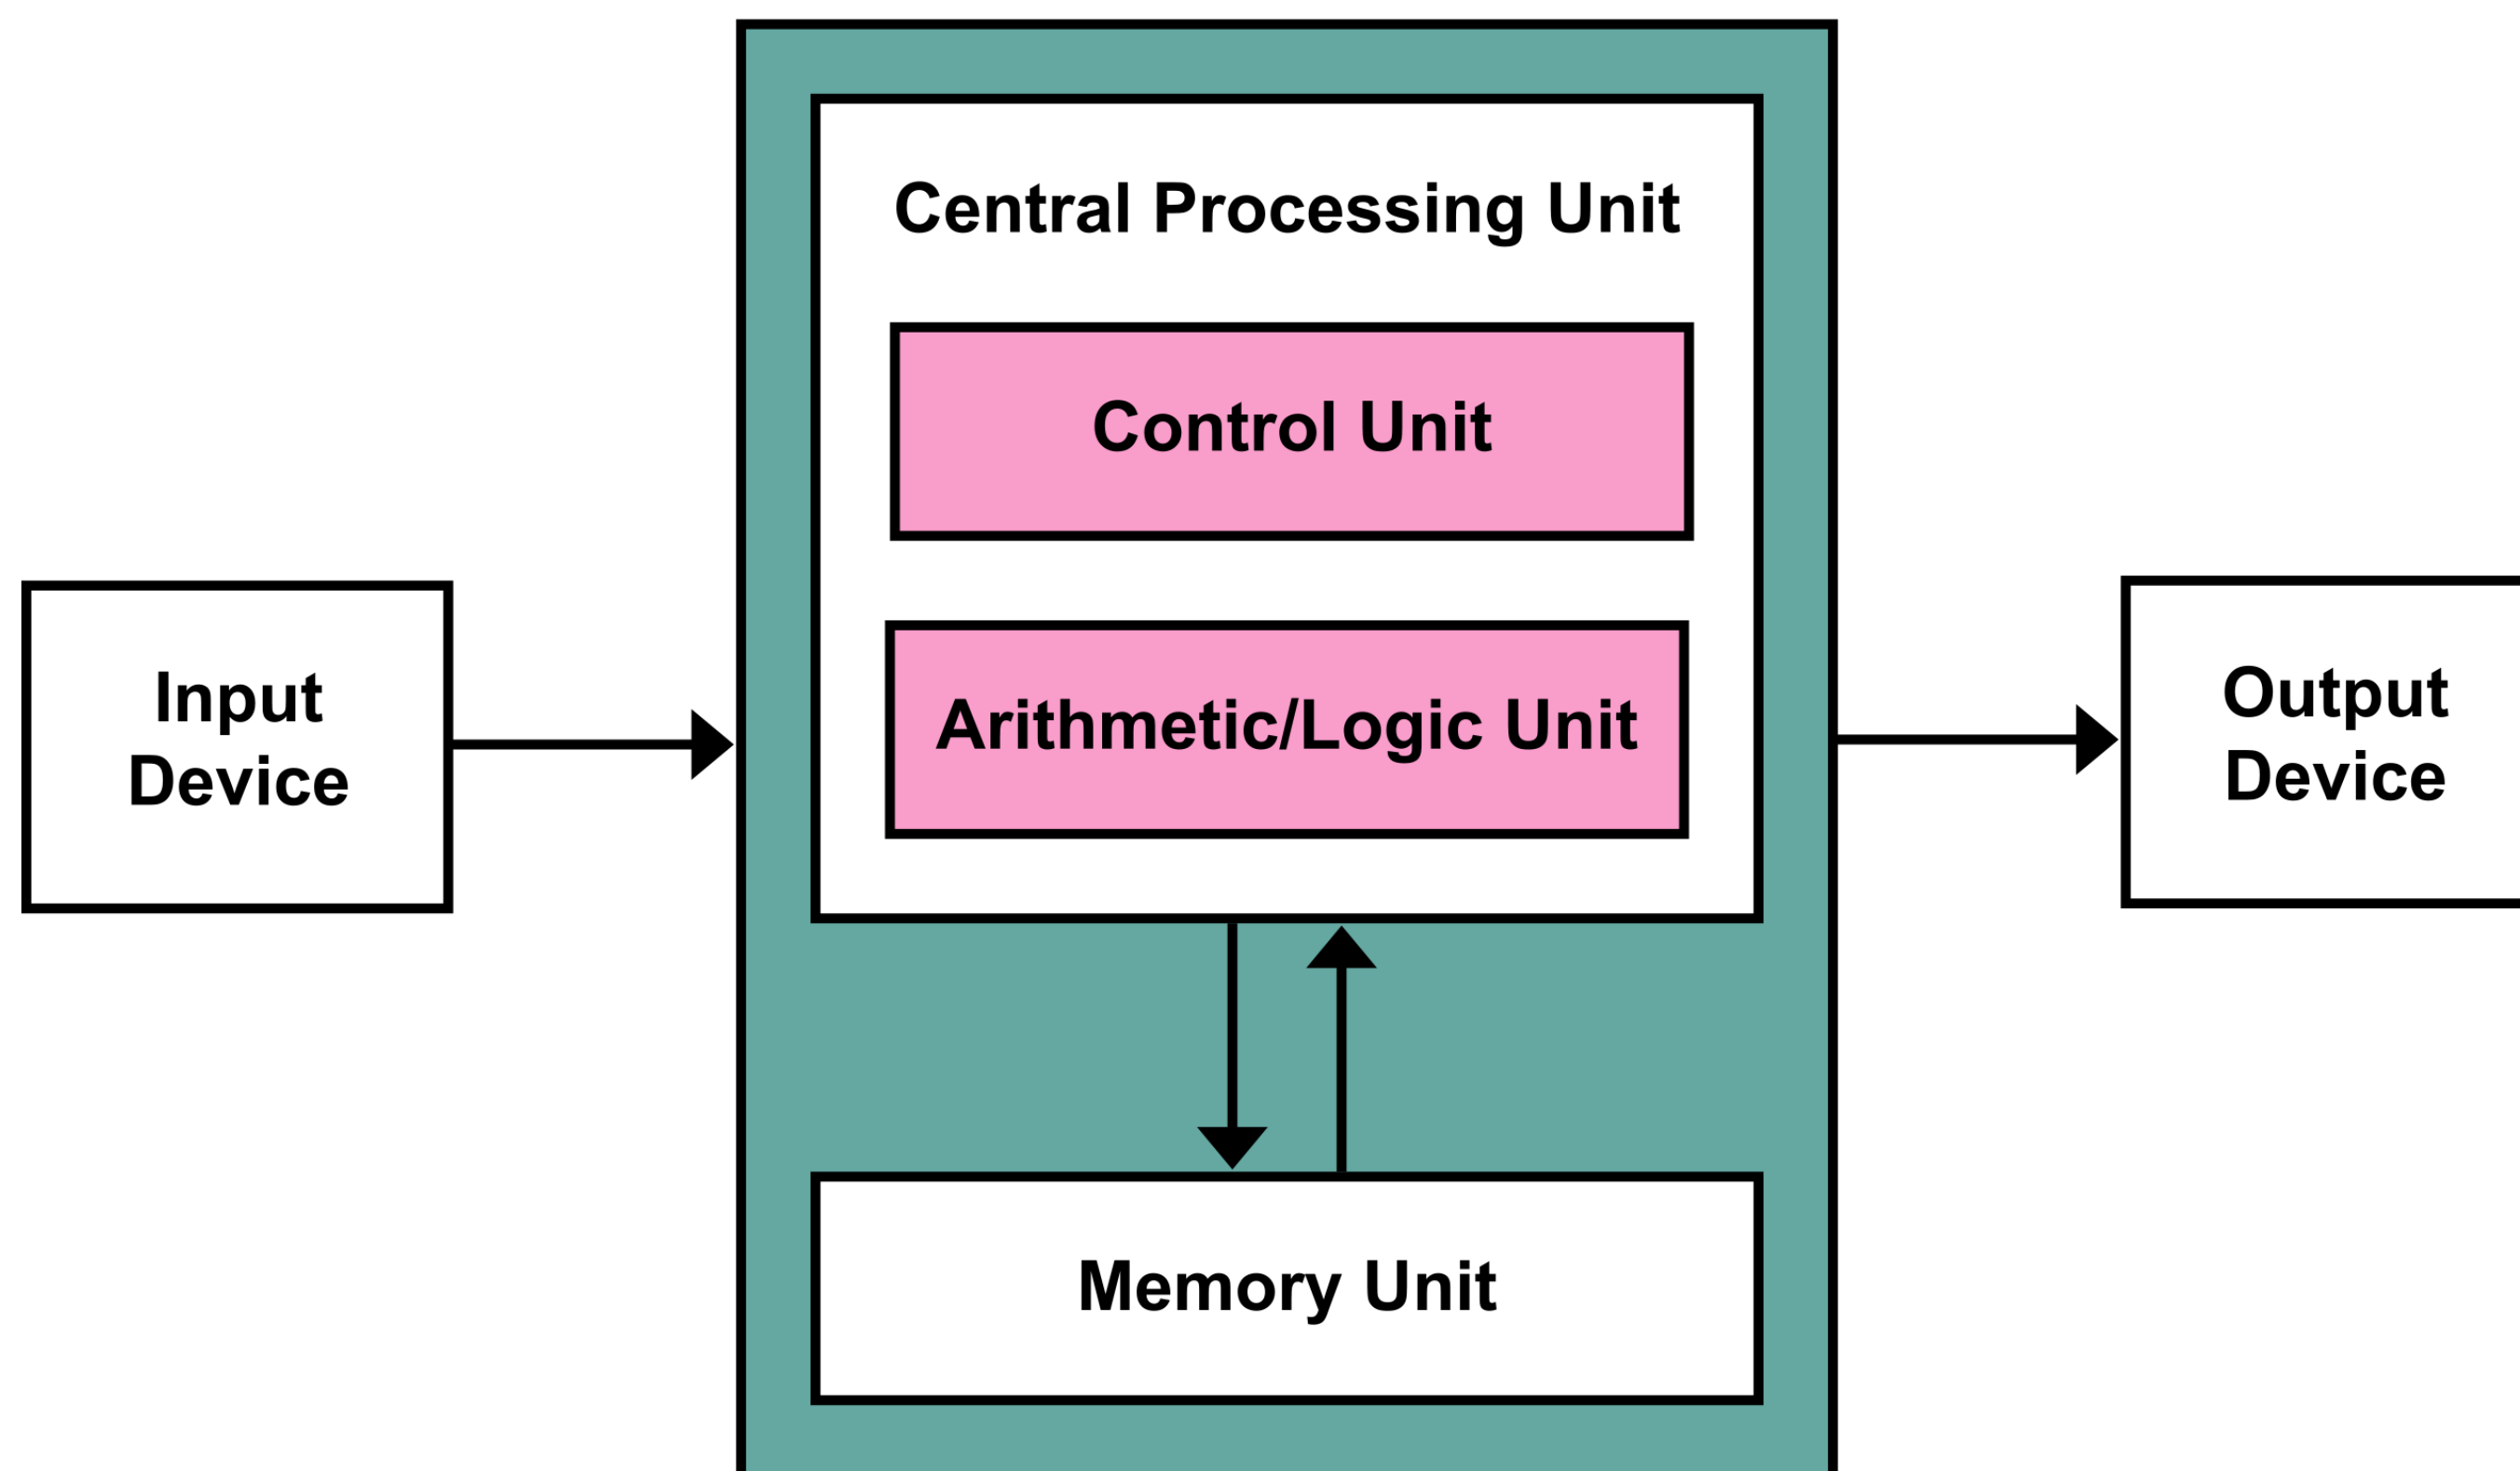 Central Processing Unit
Control Unit
Input
Device
Arithmetic/Logic Unit
Output
Device
Memory Unit